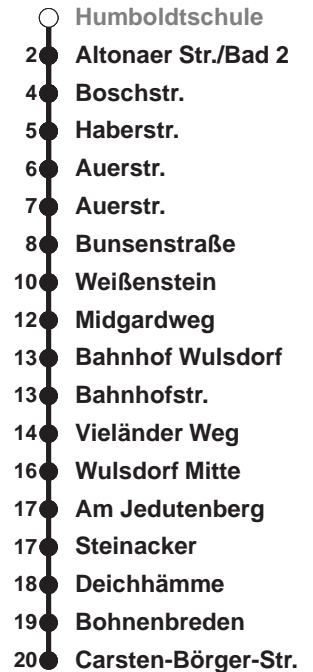 Humboldtschule
2 Altonaer Str./Bad 2
4 Boschstr.
5 Haberstr.
6 Auerstr.
7 Auerstr.
8 Bunsenstraße
10 Weißenstein
12 Midgardweg
13 Bahnhof Wulsdorf
13 Bahnhofstr.
14 Vieländer Weg
16 Wulsdorf Mitte
17 Am Jedutenberg
17 Steinacker
18 Deichhämme
19 Bohnenbreden
20 Carsten-Börger-Str.